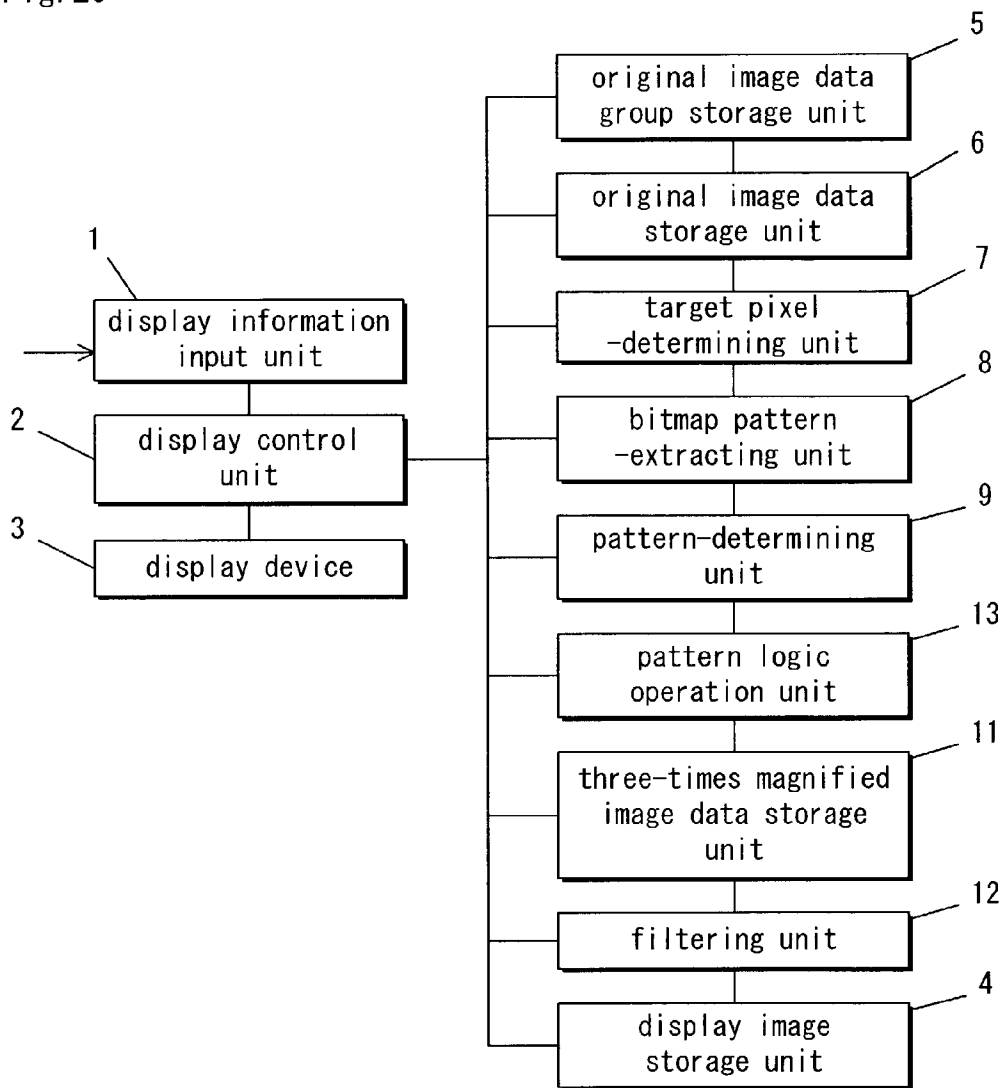 5
original image data
group storage unit
6
original image data
storage unit
1
7
display information
input unit
target pixel
-determining unit
2
8
display control
unit
bitmap pattern
-extracting unit
3
9
display device
pattern-determining
unit
13
pattern logic
operation unit
11
three-times magnified
image data storage
unit
12
filtering unit
4
display image
storage unit